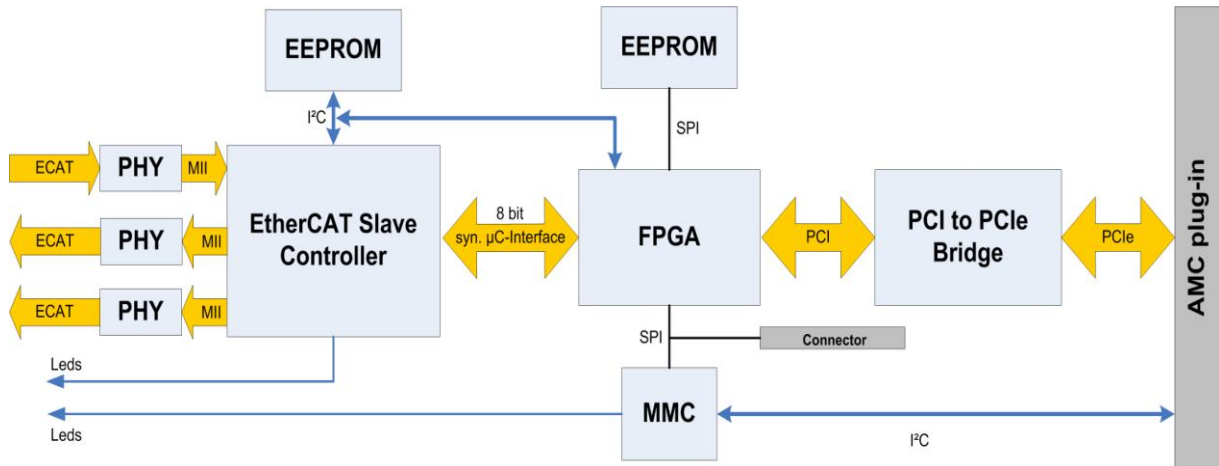 EEPROM
EEPROM
I²C
SPI
ECAT
PHY
MII
ECAT
PHY
MII
ECAT
PHY
MII
EtherCAT Slave
Controller
8 bit
syn. µC-Interface
FPGA
PCI
PCI to PCIe
Bridge
PCIe
AMC plug-in
SPI
Connector
Leds
MMC
Leds
I²C